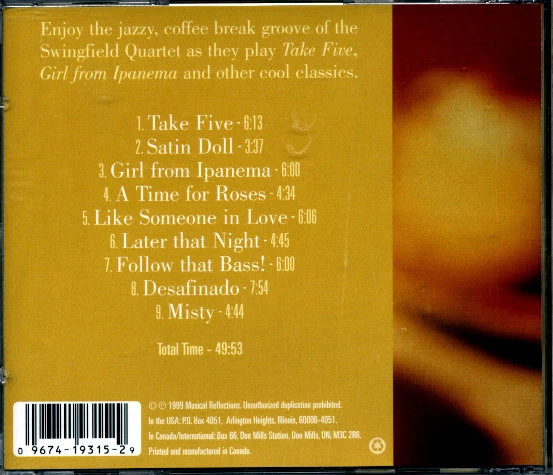 Enjoy the jazzy, coffee break groove of the
Swingfield Quartet as they play Take Five,
Girl from Ipanema and other cool classics.
1. Take Five - 6:13
2. Satin Doll - 3:37
3. Girl from Ipanema - 6:00
4. A Time for Roses - 4:34
5. Like Someone in Love - 6:06
6. Later that Night - 4:45
7. Follow that Bass! - 6:00
8. Desafinado - 7:54
9. Misty - 4:44
Total Time - 49:53
© ℗ 1999 Musical Reflections. Unauthorized duplication prohibited.
In the USA: P.O. Box 4051, Arlington Heights, Illinois, 60006-4051.
In Canada/International: Box 66, Don Mills Station, Don Mills, ON, M3C 2R6.
Printed and manufactured in Canada.
0 9674-19315-2 9